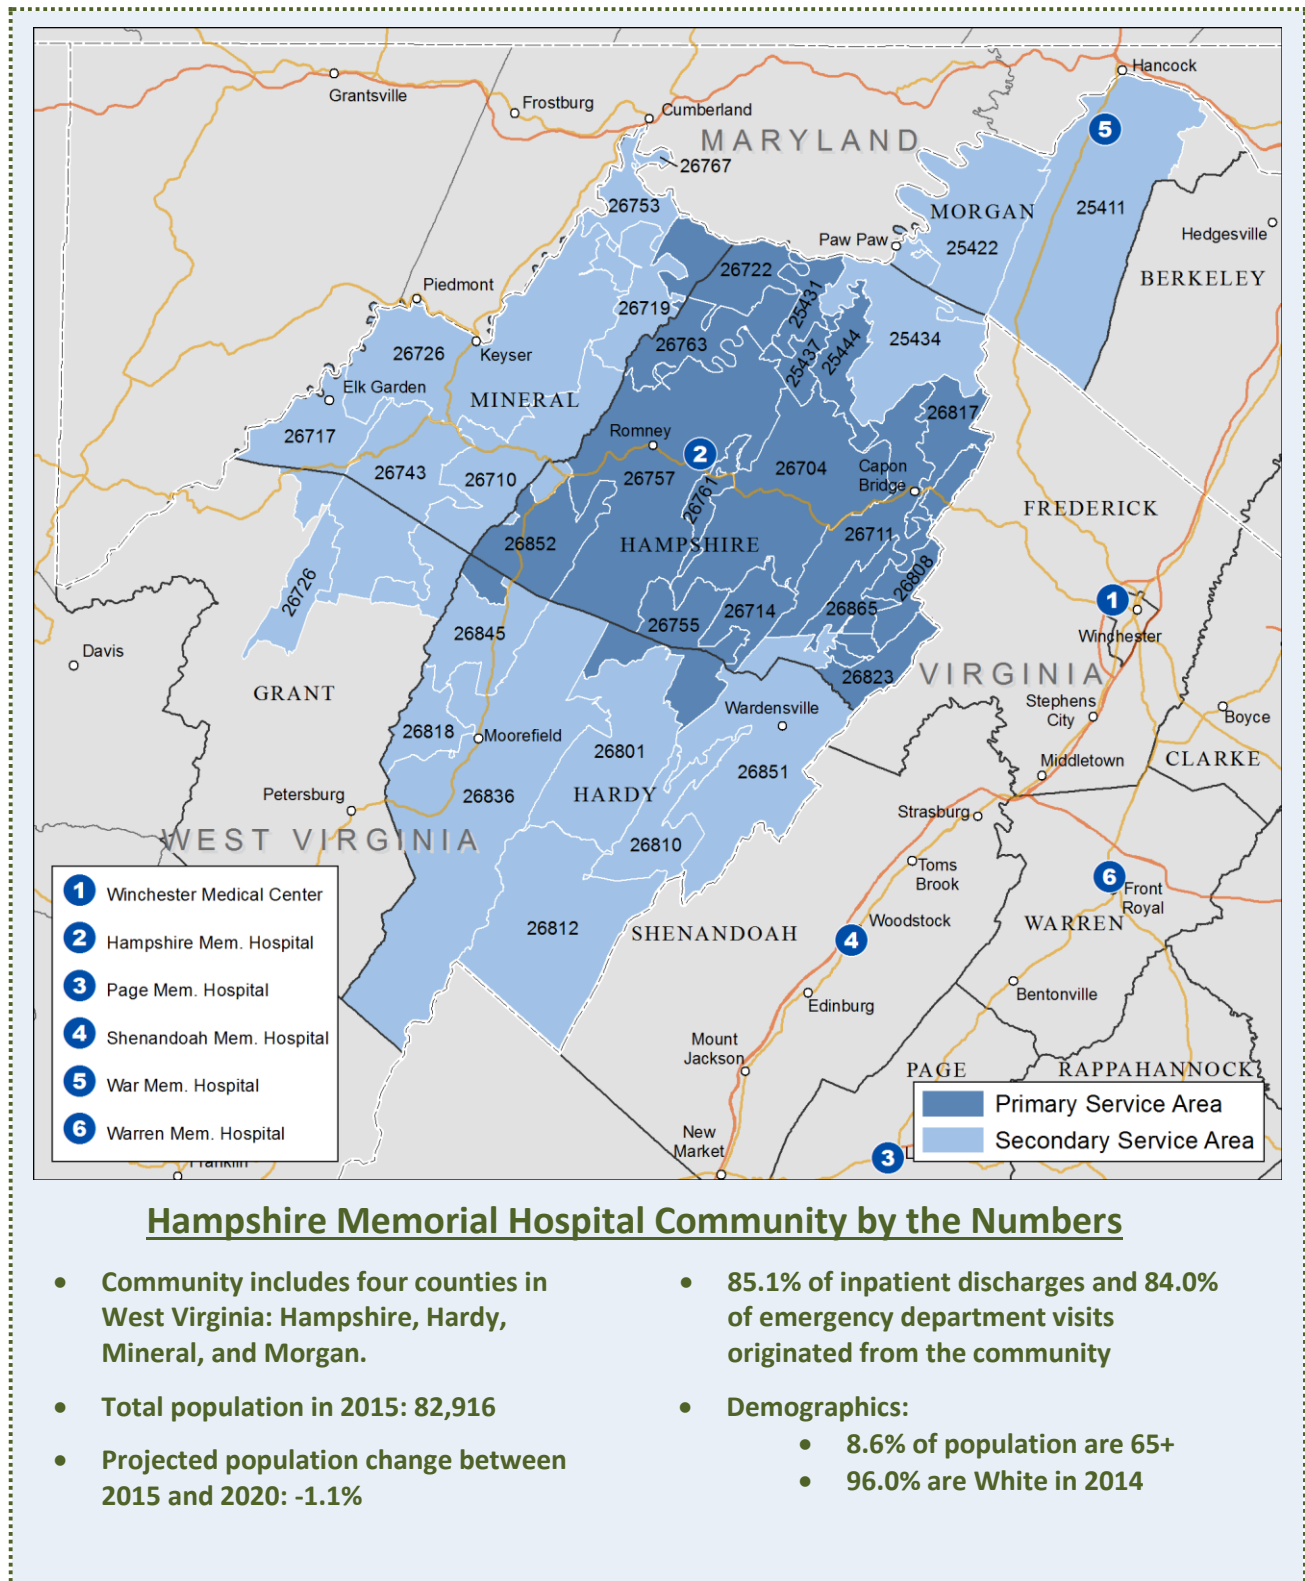 Hancock
Grantsville
Frostburg
Cumberland
MARYLAND
5
26767
26753
MORGAN
25411
25422
Paw Paw
Hedgesville
BERKELEY
26722
25431
Piedmont
26719
26763
25437
25444
25434
26726
Keyser
Elk Garden
MINERAL
26817
26717
Romney
2
26743
26710
26757
26761
26704
Capon
Bridge
FREDERICK
26852
HAMPSHIRE
26711
26808
26726
1
Winchester
26845
26755
26714
26865
Davis
GRANT
26823
VIRGINIA
Stephens
City
Boyce
Wardensville
26818
Moorefield
26801
26851
Middletown
CLARKE
Petersburg
26836
HARDY
Strasburg
WEST VIRGINIA
26810
Toms
Brook
6
Front
Royal
26812
SHENANDOAH
Woodstock
4
WARREN
Edinburg
Bentonville
Mount
Jackson
PAGE
RAPPAHANNOCK
New
Market
3
Franklin
1 Winchester Medical Center
2 Hampshire Mem. Hospital
3 Page Mem. Hospital
4 Shenandoah Mem. Hospital
5 War Mem. Hospital
6 Warren Mem. Hospital
Primary Service Area
Secondary Service Area
Hampshire Memorial Hospital Community by the Numbers
• Community includes four counties in
West Virginia: Hampshire, Hardy,
Mineral, and Morgan.
• Total population in 2015: 82,916
• Projected population change between
2015 and 2020: -1.1%
• 85.1% of inpatient discharges and 84.0%
of emergency department visits
originated from the community
• Demographics:
• 8.6% of population are 65+
• 96.0% are White in 2014